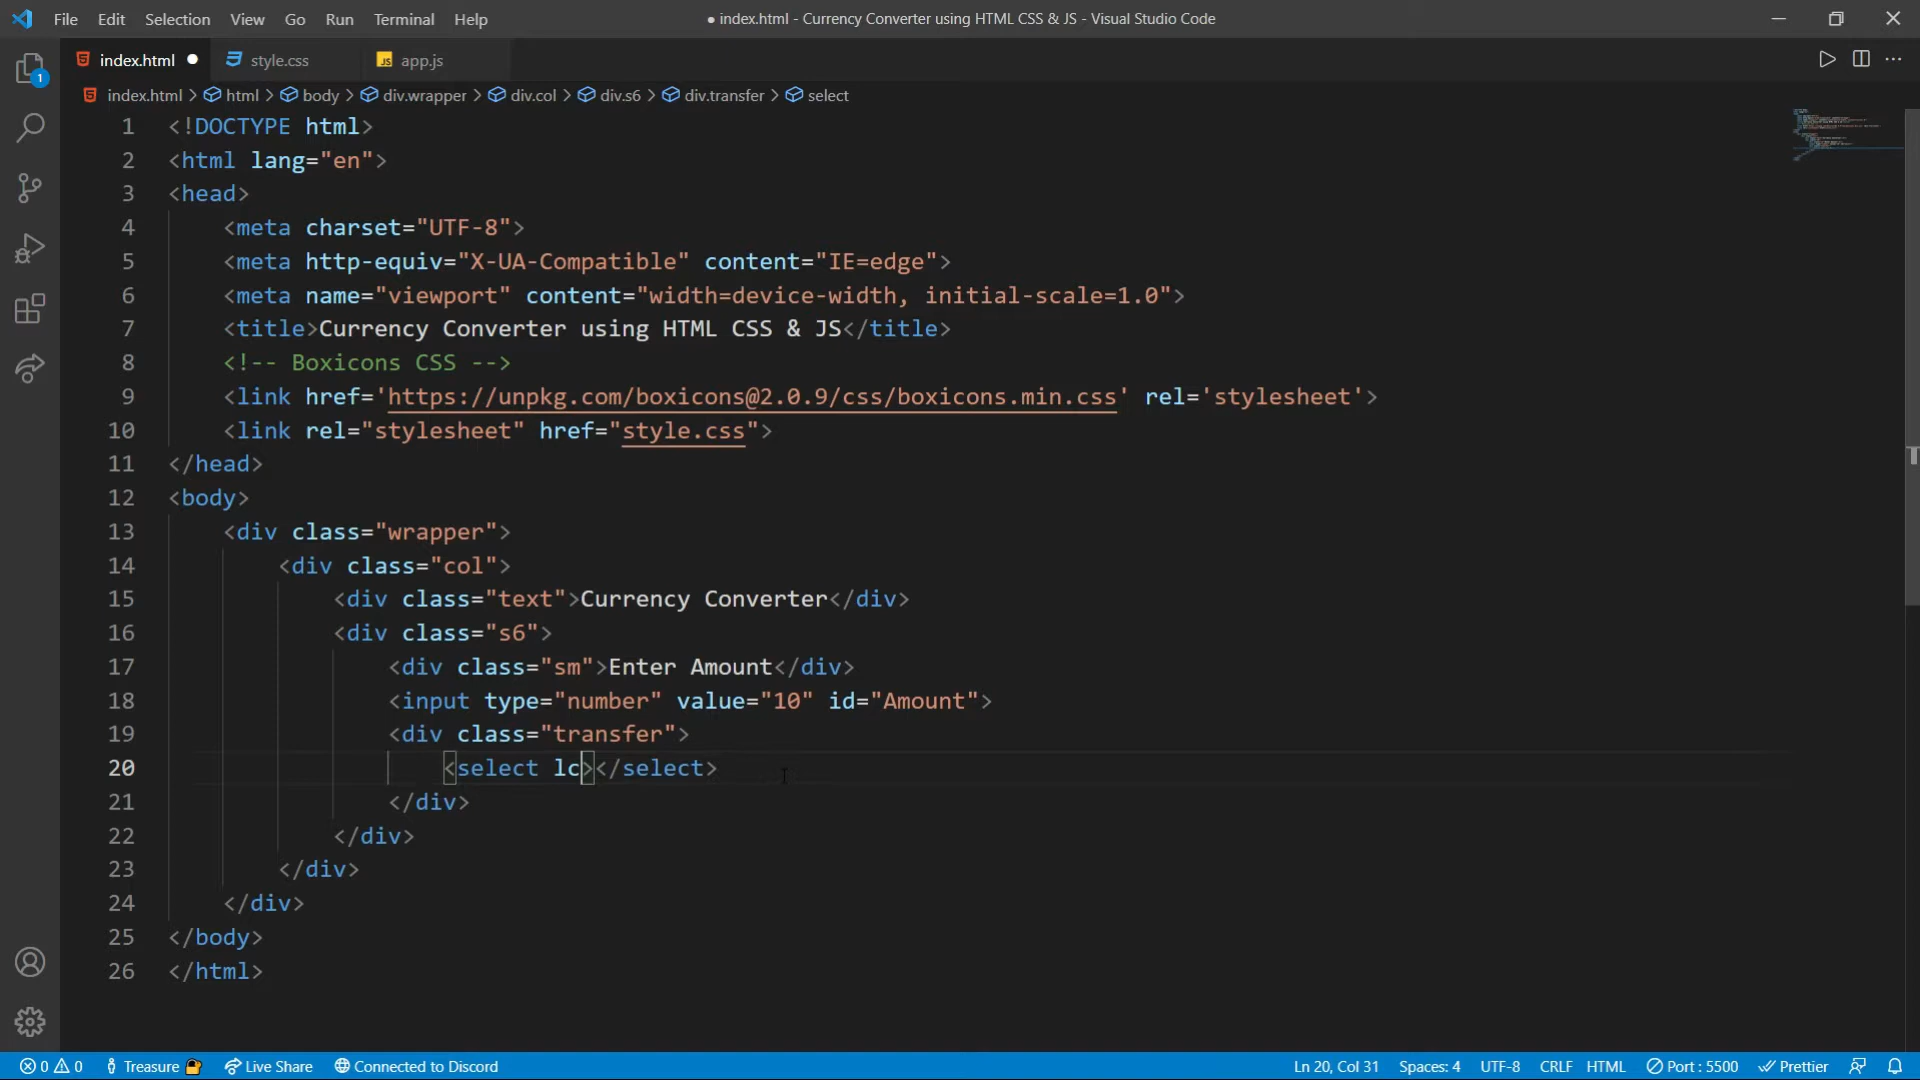 File Edit Selection View Go Run Terminal Help ● index.html - Currency Converter using HTML CSS & JS - Visual Studio Code
index.html ● style.css JS app.js
index.html > html > body > div.wrapper > div.col > div.s6 > div.transfer > select
1 <!DOCTYPE html>
2 <html lang="en">
3 <head>
4 <meta charset="UTF-8">
5 <meta http-equiv="X-UA-Compatible" content="IE=edge">
6 <meta name="viewport" content="width=device-width, initial-scale=1.0">
7 <title>Currency Converter using HTML CSS & JS</title>
8 <!-- Boxicons CSS -->
9 <link href='https://unpkg.com/boxicons@2.0.9/css/boxicons.min.css' rel='stylesheet'>
10 <link rel="stylesheet" href="style.css">
11 </head>
12 <body>
13 <div class="wrapper">
14 <div class="col">
15 <div class="text">Currency Converter</div>
16 <div class="s6">
17 <div class="sm">Enter Amount</div>
18 <input type="number" value="10" id="Amount">
19 <div class="transfer">
20 <select lc></select>
21 </div>
22 </div>
23 </div>
24 </div>
25 </body>
26 </html>
1
0 0 Treasure Live Share Connected to Discord Ln 20, Col 31 Spaces: 4 UTF-8 CRLF HTML Port : 5500 Prettier